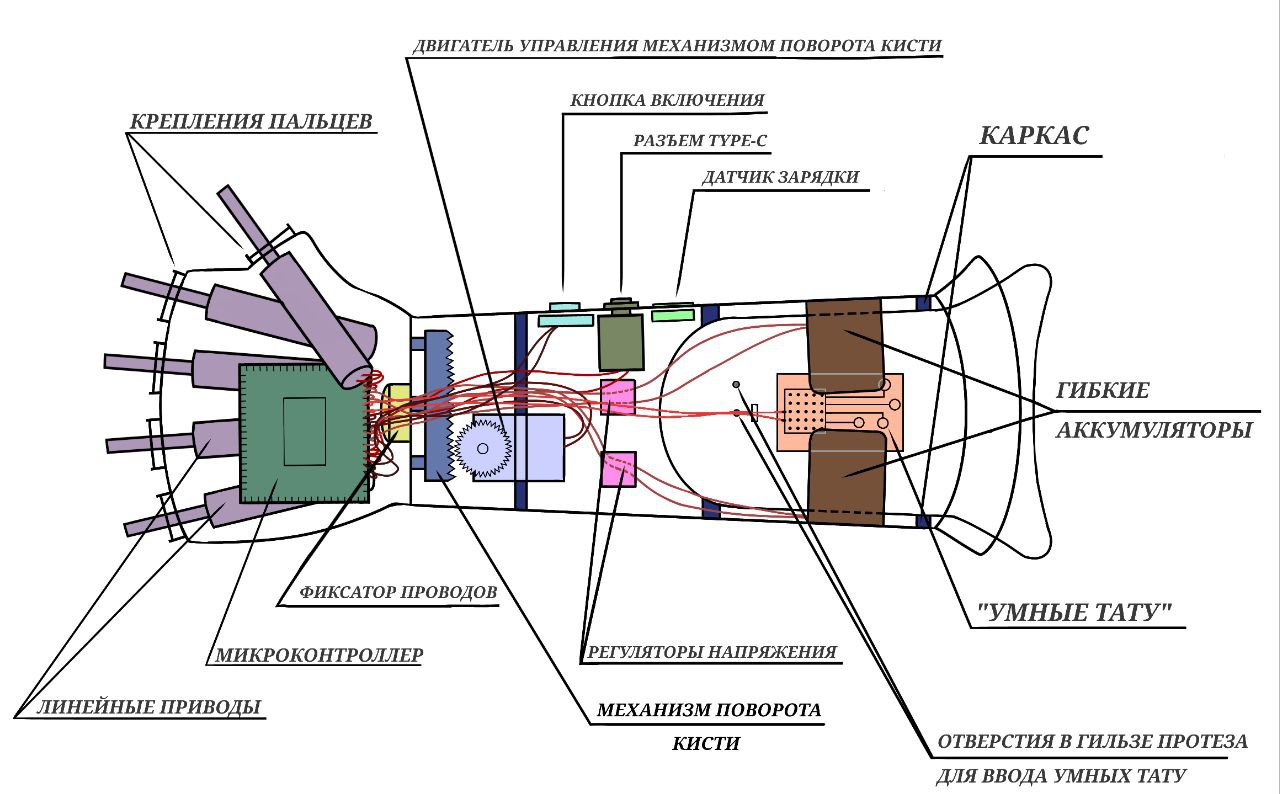 ДВИГАТЕЛЬ УПРАВЛЕНИЯ МЕХАНИЗМОМ ПОВОРОТА КИСТИ
КНОПКА ВКЛЮЧЕНИЯ
КРЕПЛЕНИЯ ПАЛЬЦЕВ
РАЗЪЕМ TYPE-C
КАРКАС
ДАТЧИК ЗАРЯДКИ
ГИБКИЕ
АККУМУЛЯТОРЫ
ФИКСАТОР ПРОВОДОВ
"УМНЫЕ ТАТУ"
МИКРОКОНТРОЛЛЕР
РЕГУЛЯТОРЫ НАПРЯЖЕНИЯ
ЛИНЕЙНЫЕ ПРИВОДЫ
МЕХАНИЗМ ПОВОРОТА
КИСТИ
ОТВЕРСТИЯ В ГИЛЬЗЕ ПРОТЕЗА
ДЛЯ ВВОДА УМНЫХ ТАТУ